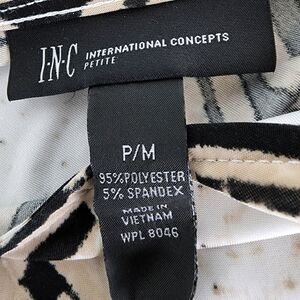 I·N·C INTERNATIONAL CONCEPTS
PETITE
P/M
95% POLYESTER
5% SPANDEX
MADE IN
VIETNAM
WPL 8046